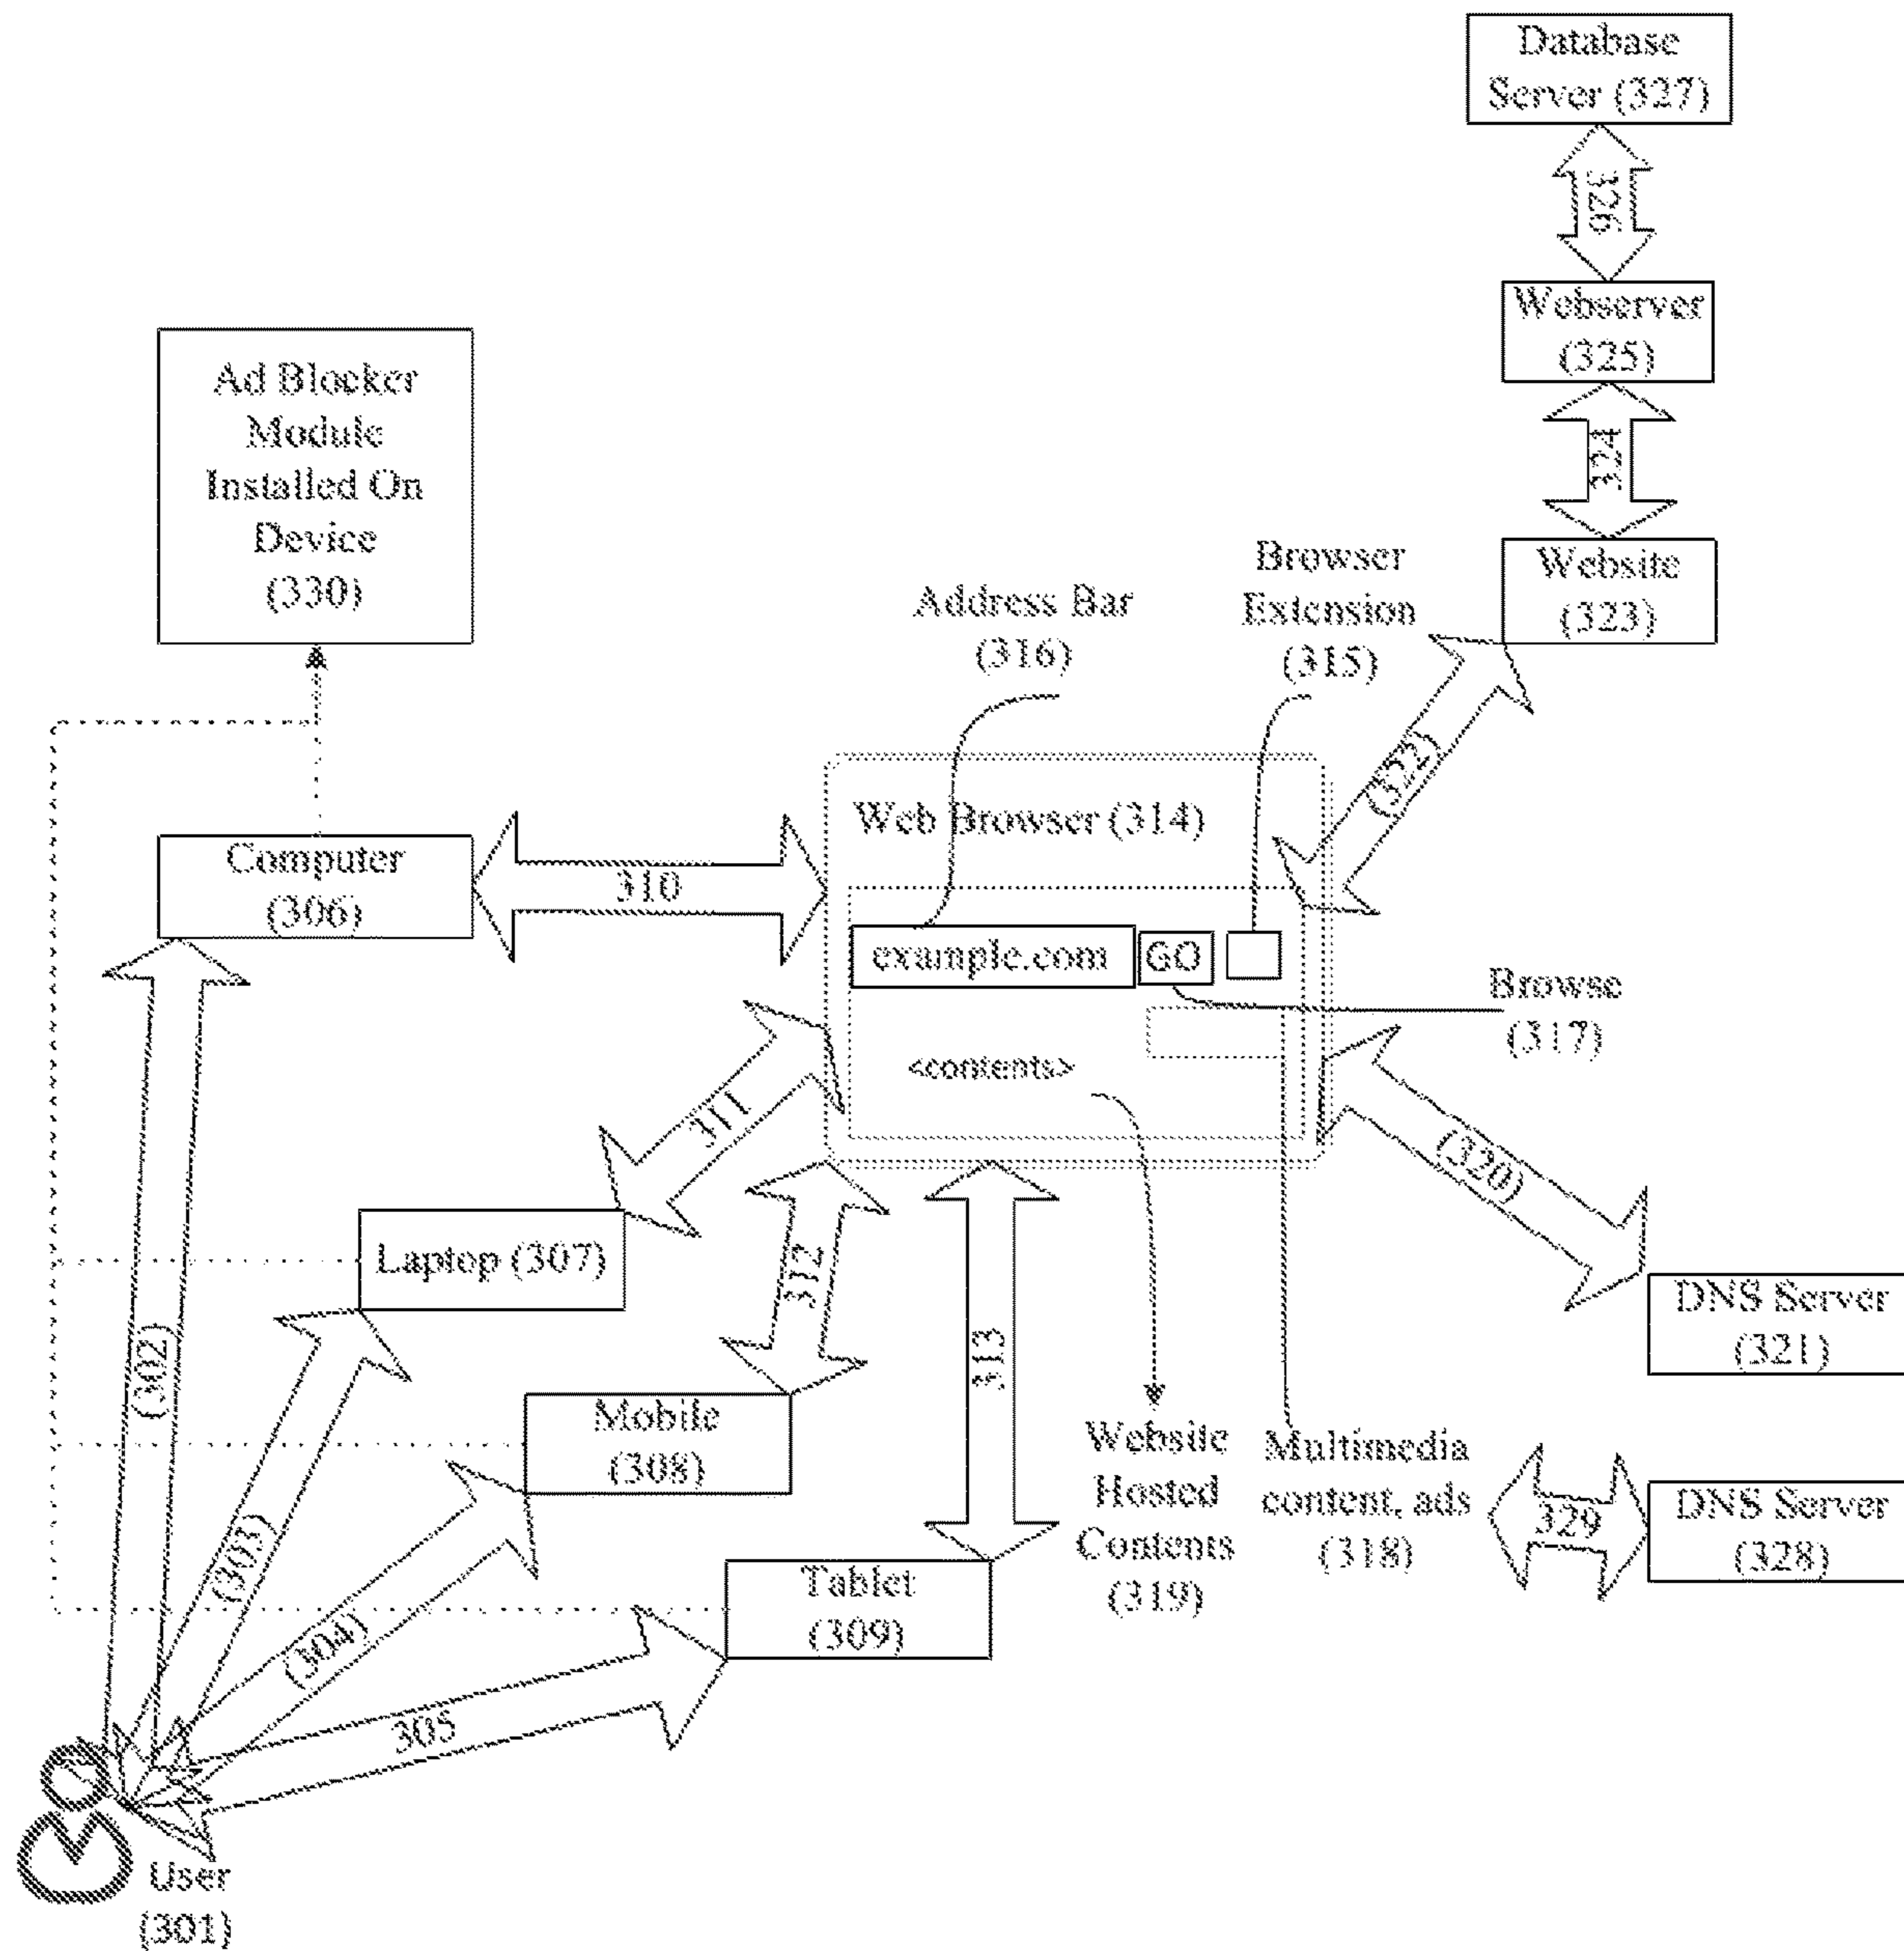 Database
Server (327)
326
Webserver
(325)
324
Website
(323)
Ad Blocker
Module
Installed On
Device
(330)
Address Bar
(316)
Browser
Extension
(315)
(322)
Web Browser (314)
Computer
(306)
310
example.com
GO
Browse
(317)
<contents>
311
(320)
Laptop (307)
312
DNS Server
(321)
313
(302)
Mobile
(308)
Website
Hosted
Contents
(319)
Multimedia
content, ads
(318)
329
DNS Server
(328)
(303)
Tablet
(309)
(304)
305
User
(301)